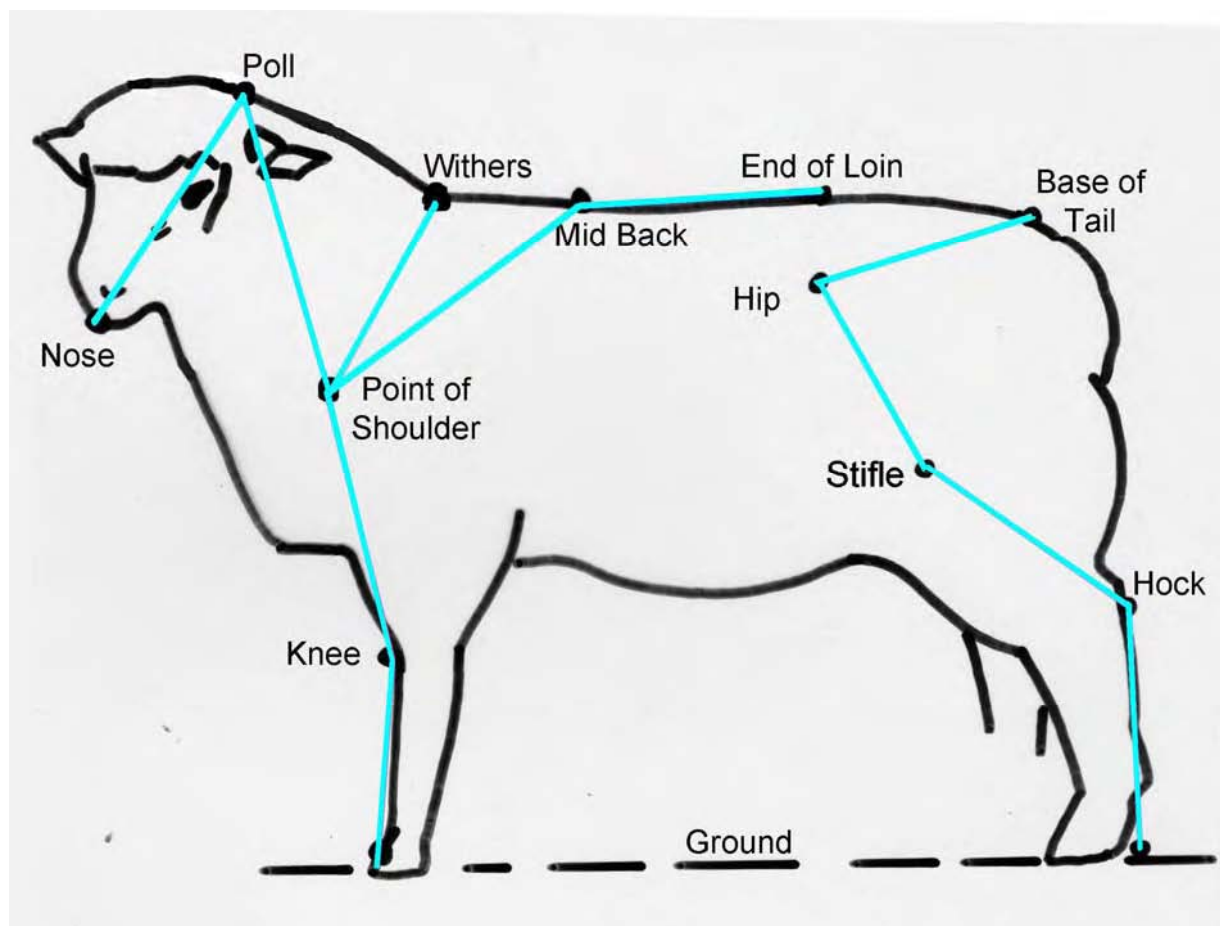 Poll
Withers
End of Loin
Base of
Tail
Mid Back
Hip
Nose
Point of
Shoulder
Stifle
Hock
Knee
Ground